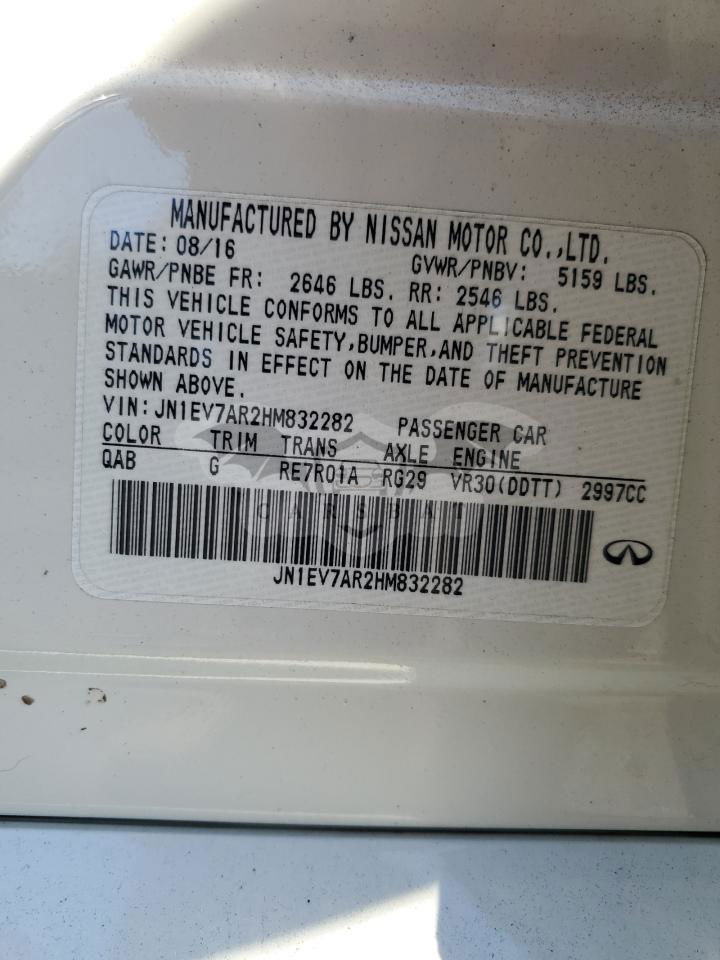 MANUFACTURED BY NISSAN MOTOR CO.,LTD.
DATE: 08/16 GVWR/PNBV: 5159 LBS.
GAWR/PNBE FR: 2646 LBS. RR: 2546 LBS.
THIS VEHICLE CONFORMS TO ALL APPLICABLE FEDERAL
MOTOR VEHICLE SAFETY,BUMPER,AND THEFT PREVENTION
STANDARDS IN EFFECT ON THE DATE OF MANUFACTURE
SHOWN ABOVE.
VIN:JN1EV7AR2HM832282 PASSENGER CAR
COLOR TRIM TRANS AXLE ENGINE
QAB G RE7R01A RG29 VR30(DDTT) 2997CC
CARSBAT
JN1EV7AR2HM832282